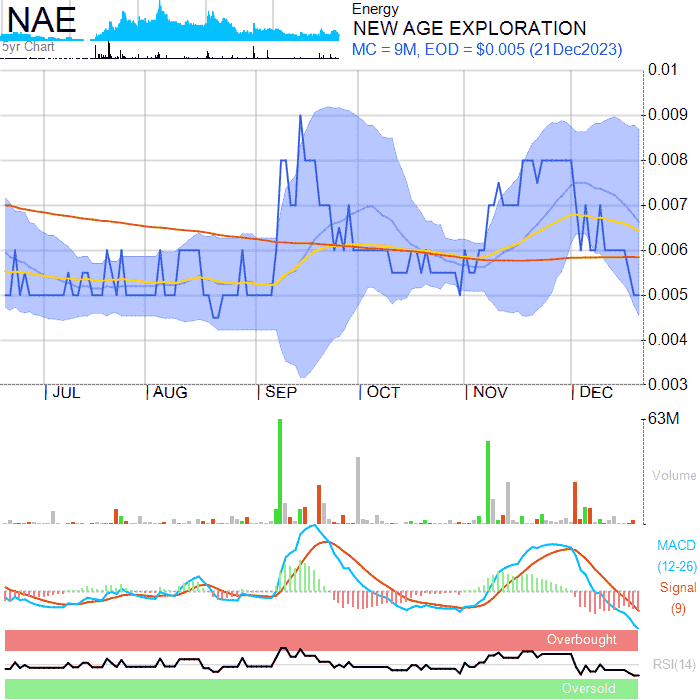 NAE
5yr Chart
Energy
NEW AGE EXPLORATION
MC = 9M, EOD = $0.005 (21Dec2023)
0.01
0.009
0.008
0.007
0.006
0.005
0.004
0.003
JUL AUG SEP OCT NOV DEC
63M
Volume
MACD
(12-26)
Signal
(9)
Overbought
RSI(14)
Oversold